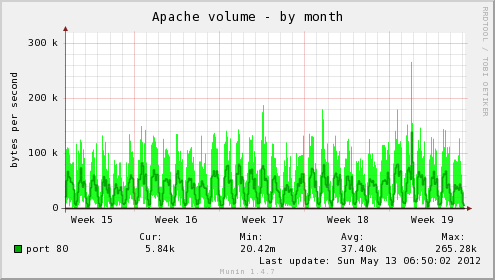 Apache volume - by month
RRDTOOL / TOBI OETIKER
bytes per second
300 k
200 k
100 k
0
Week 15 Week 16 Week 17 Week 18 Week 19
Cur: Min: Avg: Max:
port 80 5.84k 20.42m 37.40k 265.28k
Last update: Sun May 13 06:50:02 2012
Munin 1.4.7